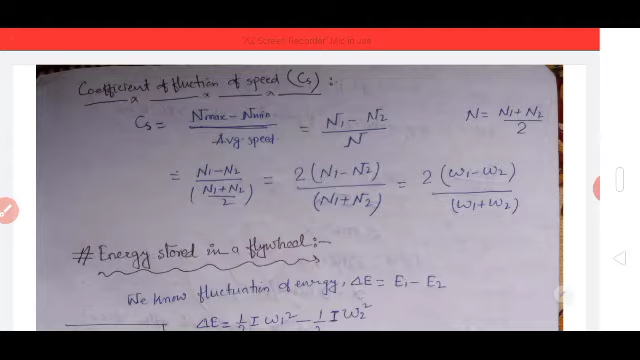 "AZ Screen Recorder" Mic in use
Coefficient of fluction of speed (Cs) :
Cs = Nmax - Nmin / Avg speed = N1 - N2 / N
N = N1 + N2 / 2
= N1 - N2 / (N1 + N2 / 2) = 2 (N1 - N2) / (N1 + N2) = 2 (ω1 - ω2) / (ω1 + ω2)
# Energy stored in a flywheel :-
We know fluctuation of energy, ΔE = E1 - E2
ΔE = 1/2 I ω1² - 1/2 I ω2²